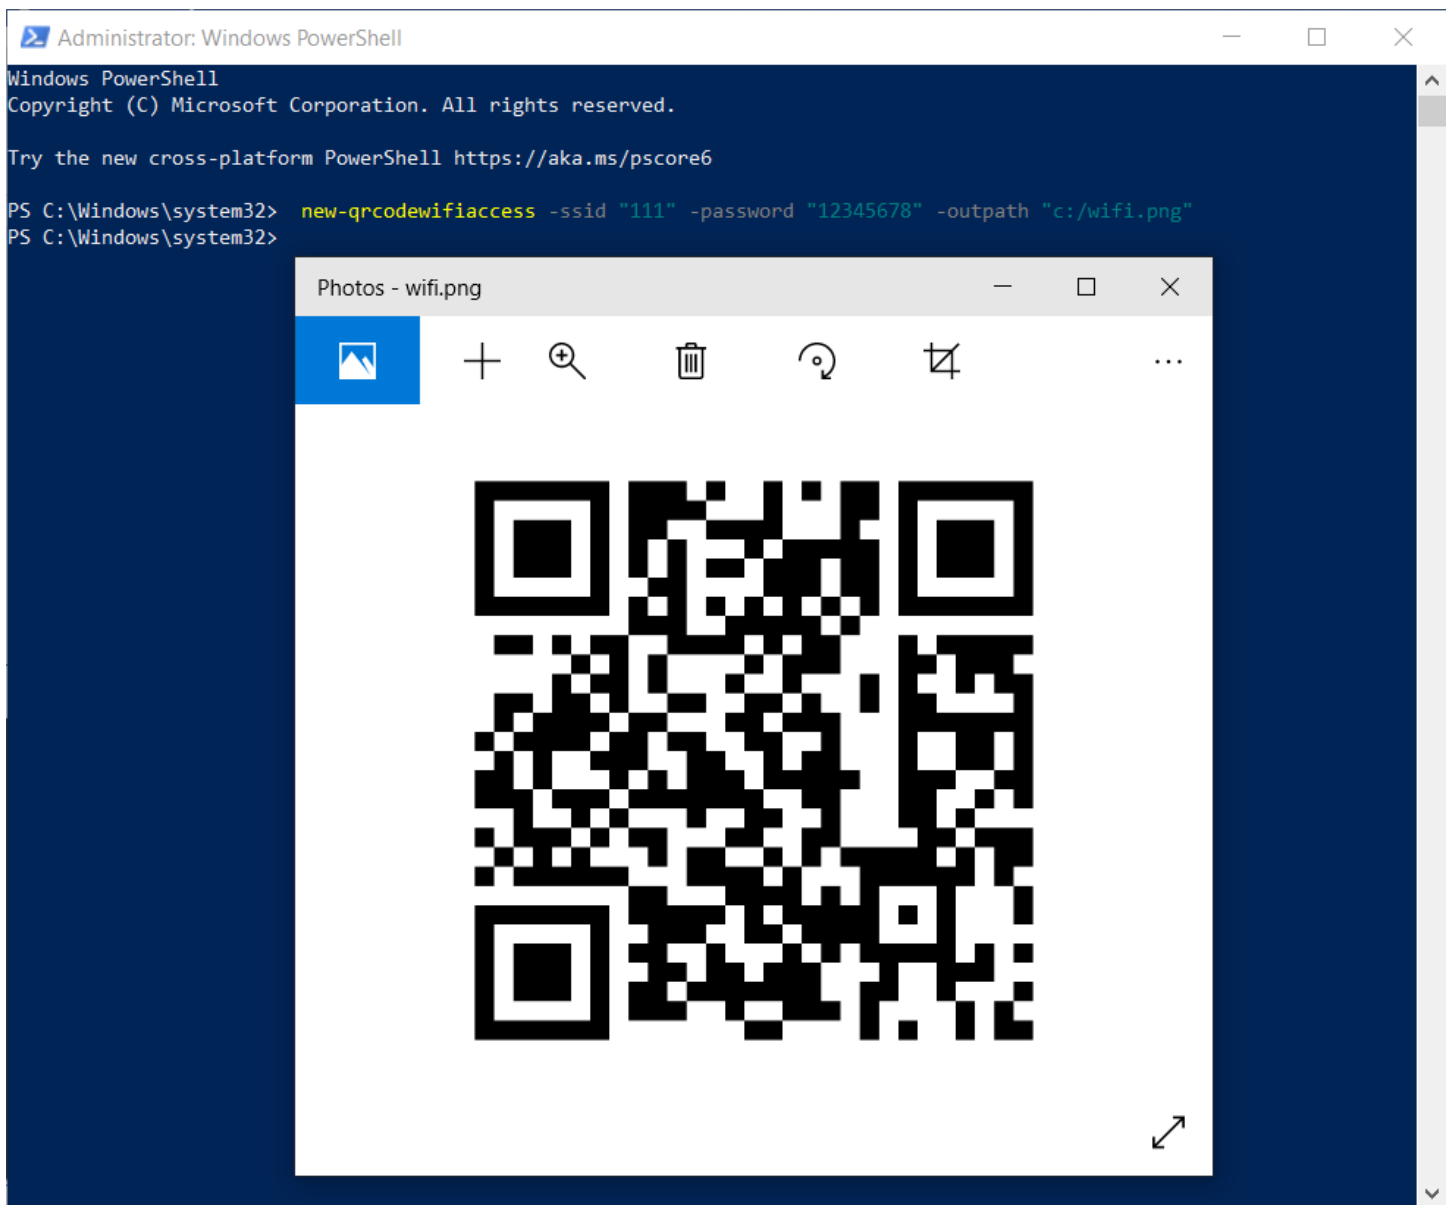 Administrator: Windows PowerShell
Windows PowerShell
Copyright (C) Microsoft Corporation. All rights reserved.
Try the new cross-platform PowerShell https://aka.ms/pscore6
PS C:\Windows\system32>  new-qrcodewifiaccess -ssid "111" -password "12345678" -outpath "c:/wifi.png"
PS C:\Windows\system32>
Photos - wifi.png